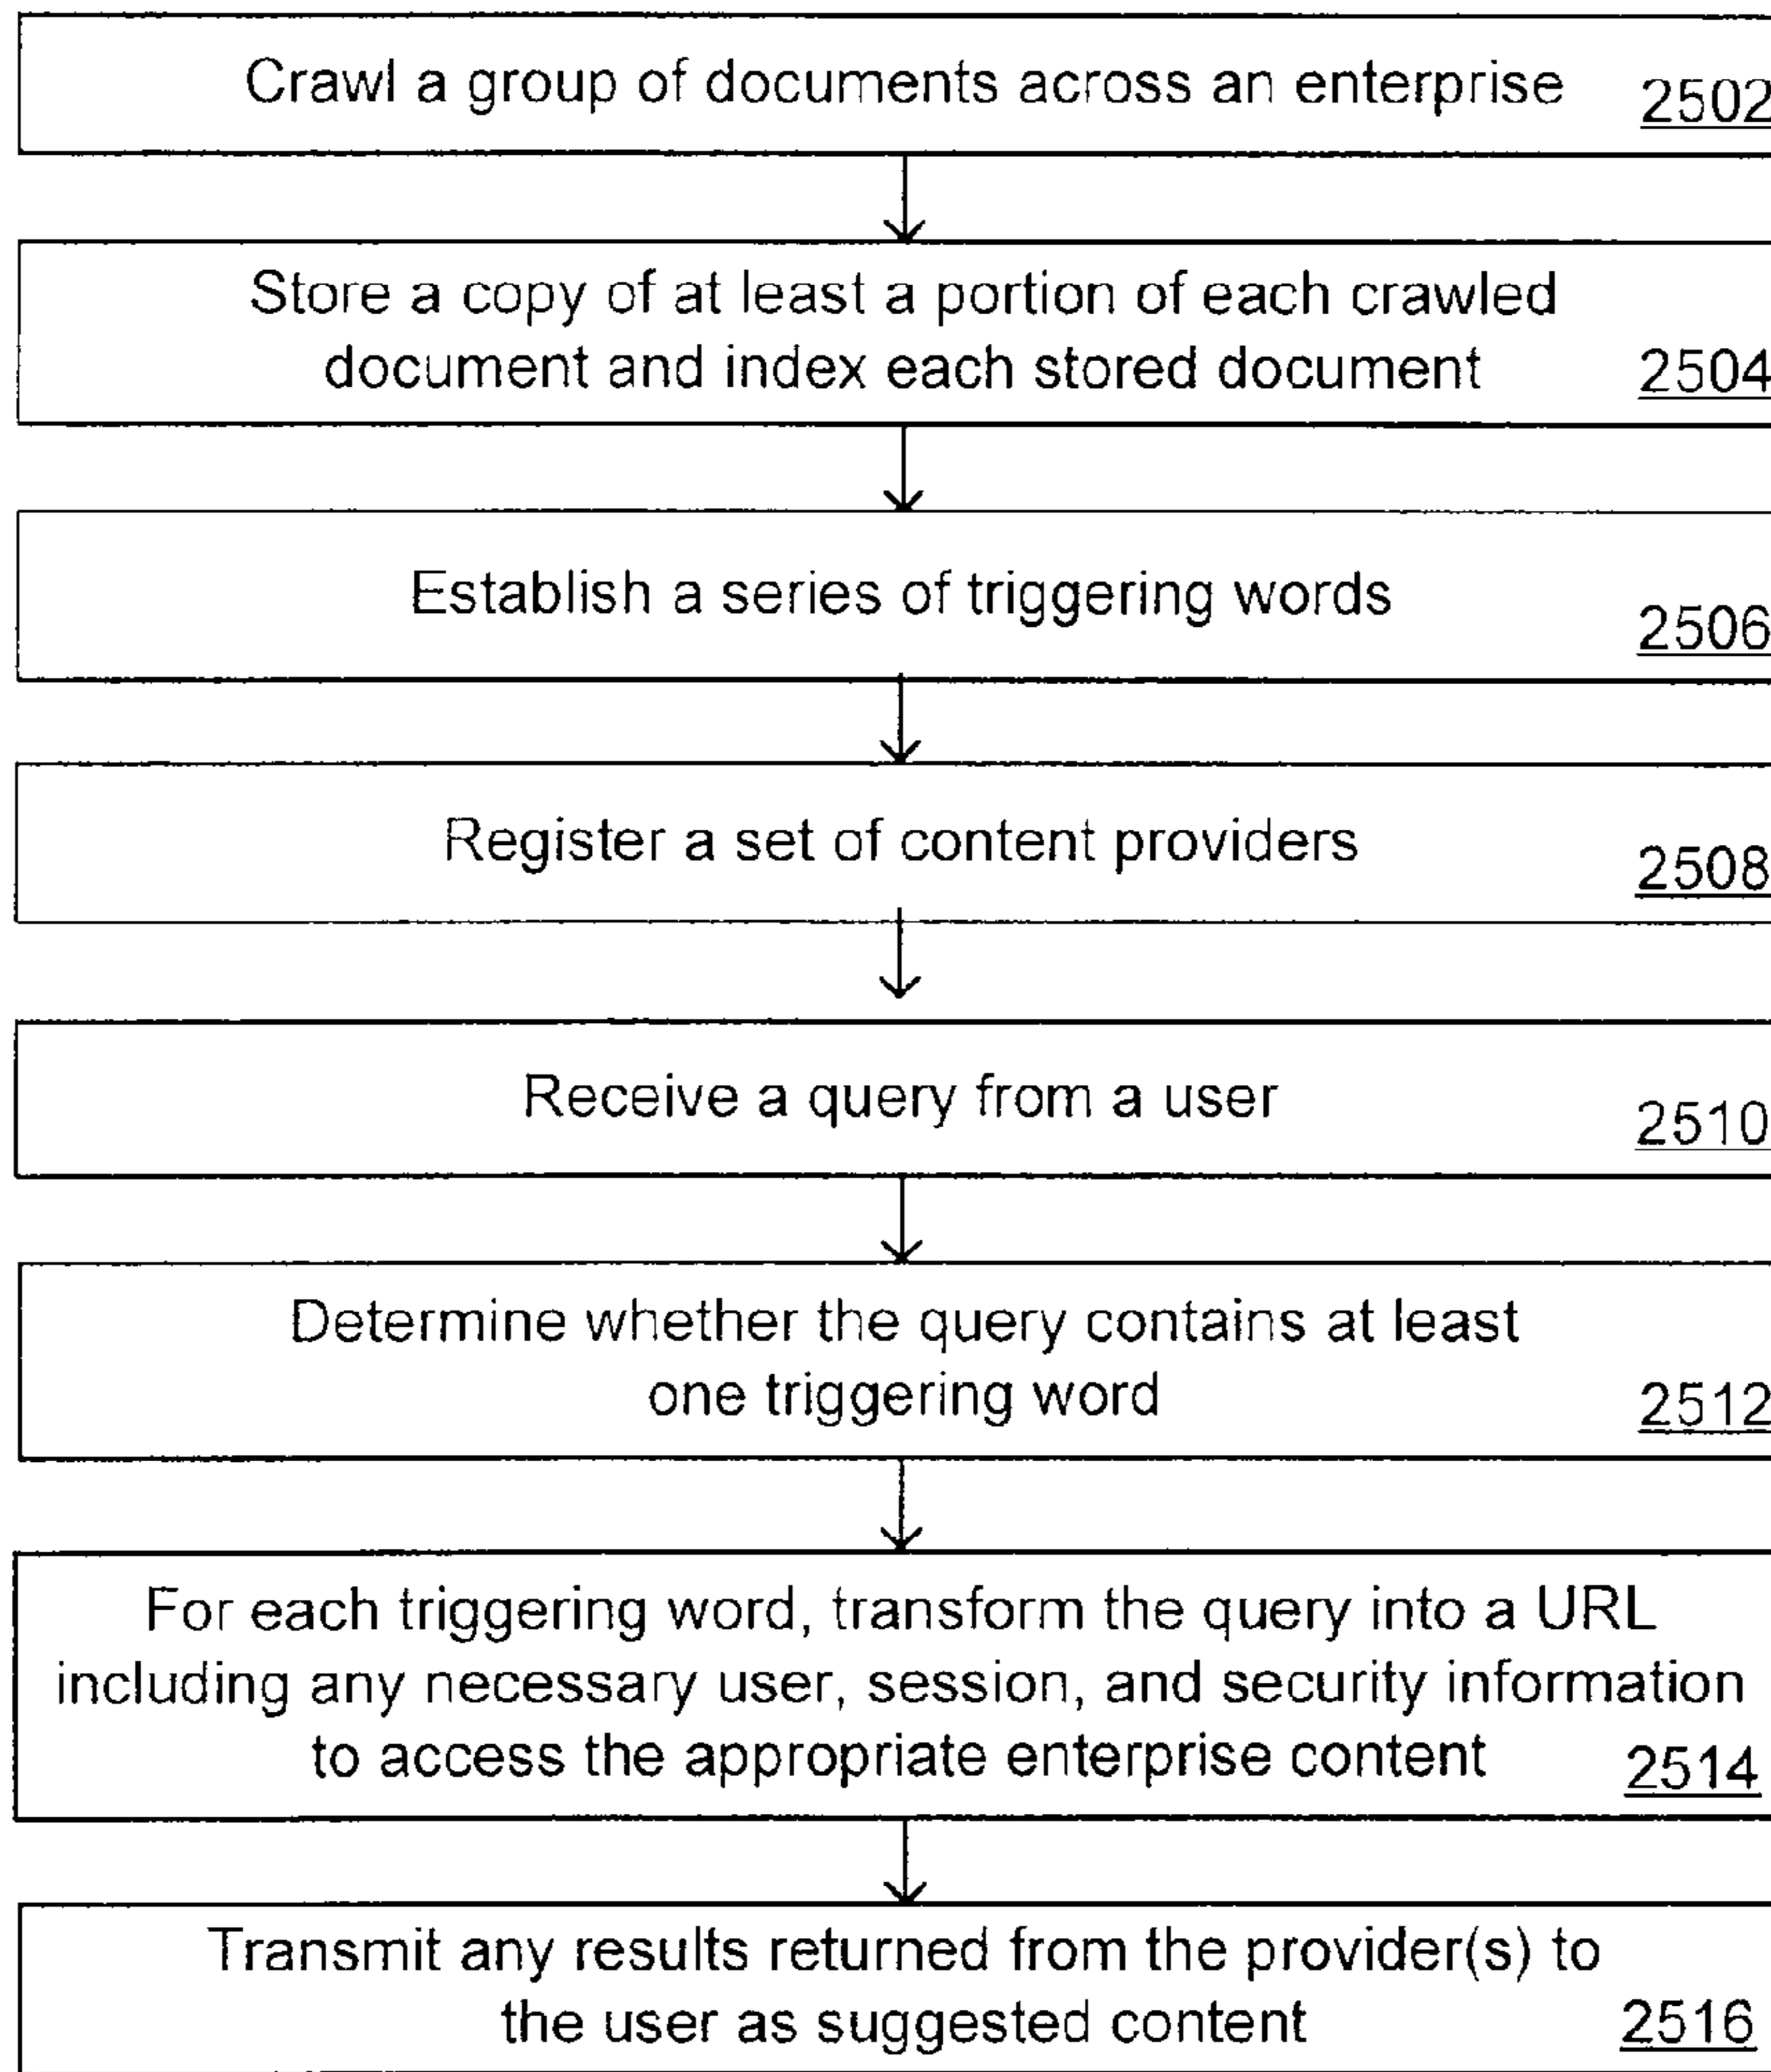 Crawl a group of documents across an enterprise 2502
Store a copy of at least a portion of each crawled
document and index each stored document 2504
Establish a series of triggering words
2506
Register a set of content providers
2508
Receive a query from a user
2510
Determine whether the query contains at least
one triggering word 2512
For each triggering word, transform the query into a URL
including any necessary user, session, and security information
to access the appropriate enterprise content 2514
Transmit any results returned from the provider(s) to
the user as suggested content 2516